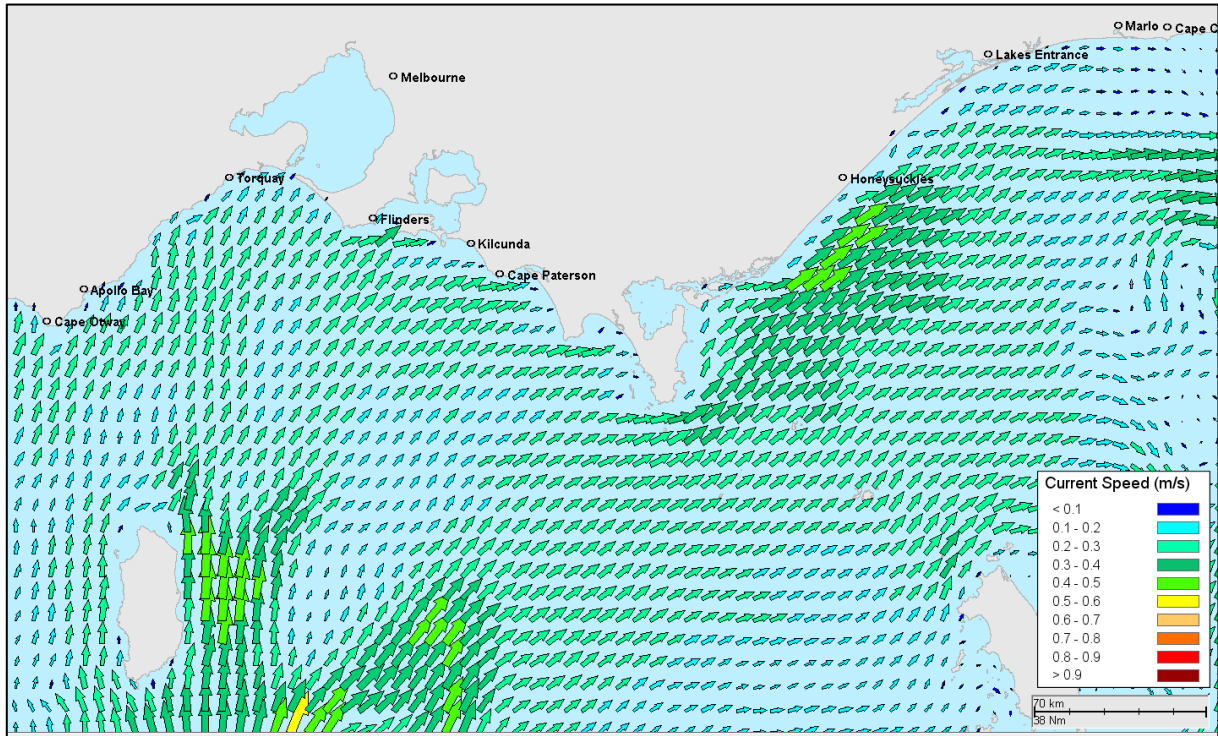 Marlo
Cape C
Lakes Entrance
Melbourne
Torquay
Honeysuckles
Flinders
Kilcunda
Cape Paterson
Apollo Bay
Cape Otway
Current Speed (m/s)
< 0.1
0.1 - 0.2
0.2 - 0.3
0.3 - 0.4
0.4 - 0.5
0.5 - 0.6
0.6 - 0.7
0.7 - 0.8
0.8 - 0.9
> 0.9
70 km
38 Nm